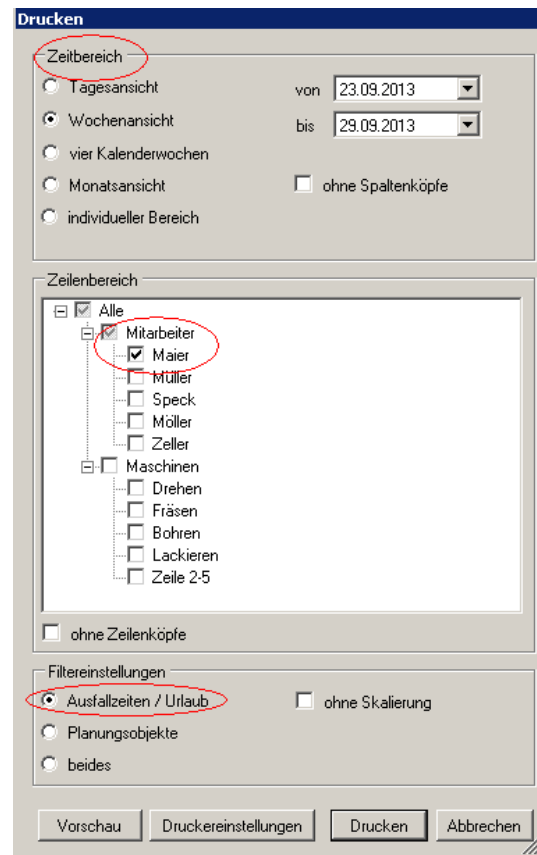 Drucken
Zeitbereich
Tagesansicht von 23.09.2013
Wochenansicht bis 29.09.2013
vier Kalenderwochen
Monatsansicht ohne Spaltenköpfe
individueller Bereich
Zeilenbereich
Alle
Mitarbeiter
Maier
Müller
Speck
Möller
Zeller
Maschinen
Drehen
Fräsen
Bohren
Lackieren
Zeile 2-5
ohne Zeilenköpfe
Filtereinstellungen
Ausfallzeiten / Urlaub ohne Skalierung
Planungsobjekte
beides
Vorschau Druckereinstellungen Drucken Abbrechen